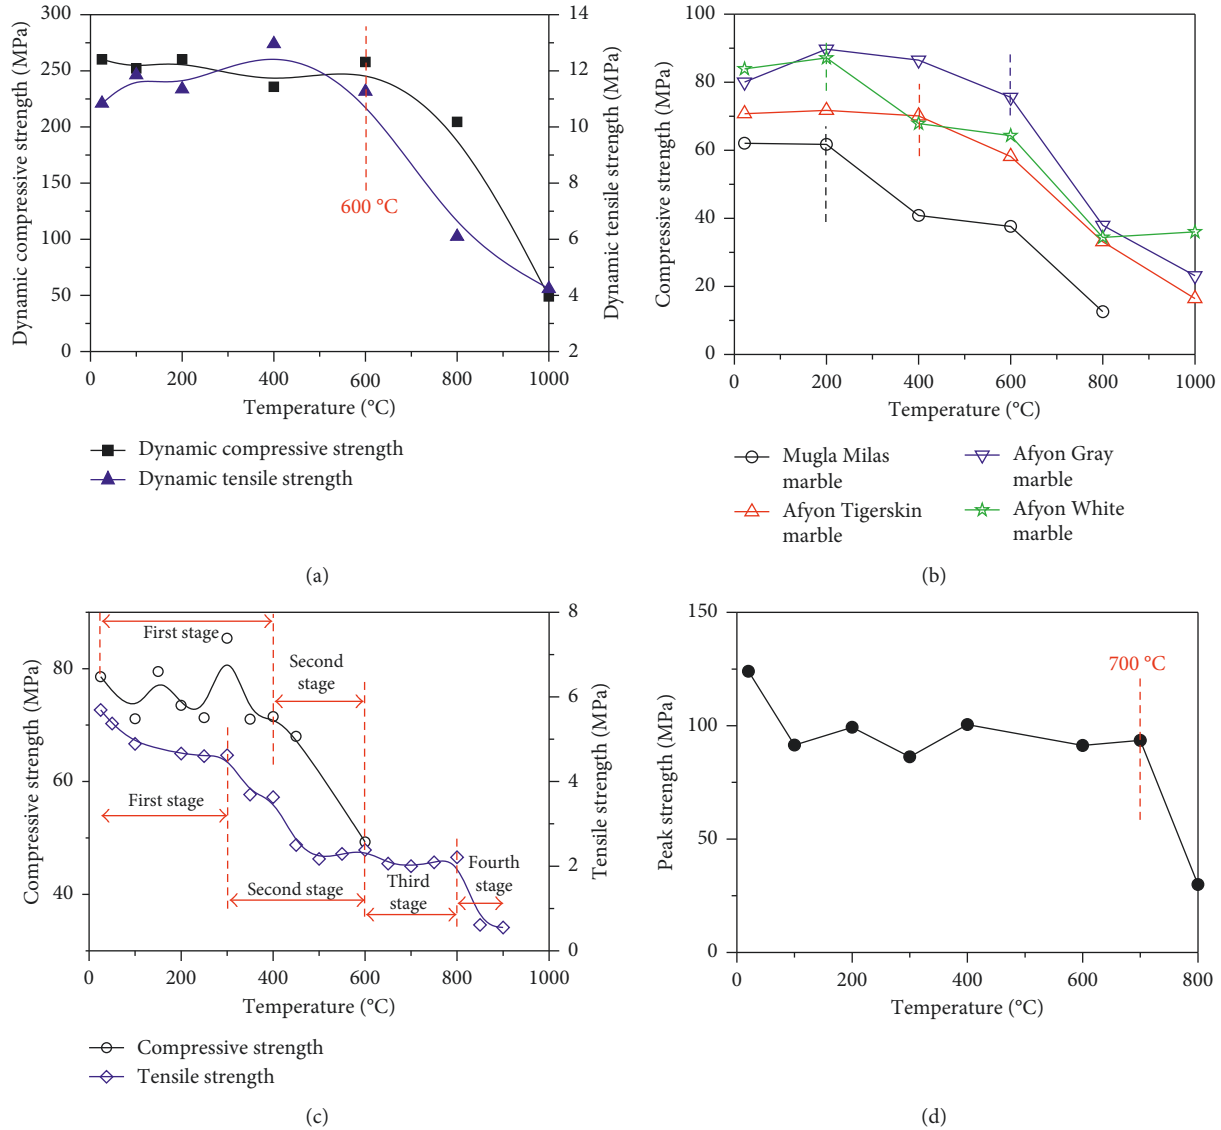 300
250
200
150
100
50
0
Dynamic compressive strength (MPa)
14
12
10
8
6
4
2
Dynamic tensile strength (MPa)
600 °C
0 200 400 600 800 1000
Temperature (°C)
Dynamic compressive strength
Dynamic tensile strength
(a)
100
80
60
40
20
0
Compressive strength (MPa)
0 200 400 600 800 1000
Temperature (°C)
Mugla Milas
marble
Afyon Tigerskin
marble
Afyon Gray
marble
Afyon White
marble
(b)
80
60
40
Compressive strength (MPa)
8
6
4
2
0
Tensile strength (MPa)
First stage
Second
stage
First stage
Second stage
Third
stage
Fourth
stage
0 200 400 600 800 1000
Temperature (°C)
Compressive strength
Tensile strength
(c)
150
100
50
0
Peak strength (MPa)
700 °C
0 200 400 600 800
Temperature (°C)
(d)